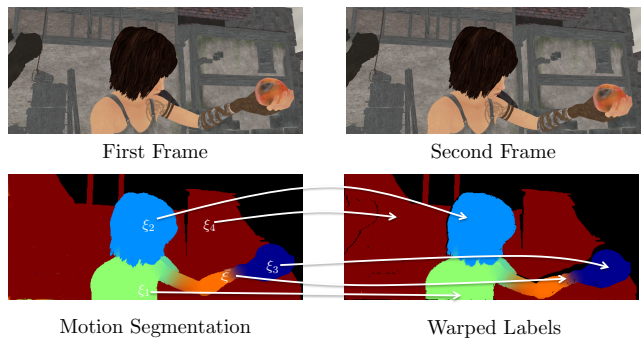 First Frame
Second Frame
ξ₂
ξ₄
ξ₃
ξ₁
Motion Segmentation
Warped Labels